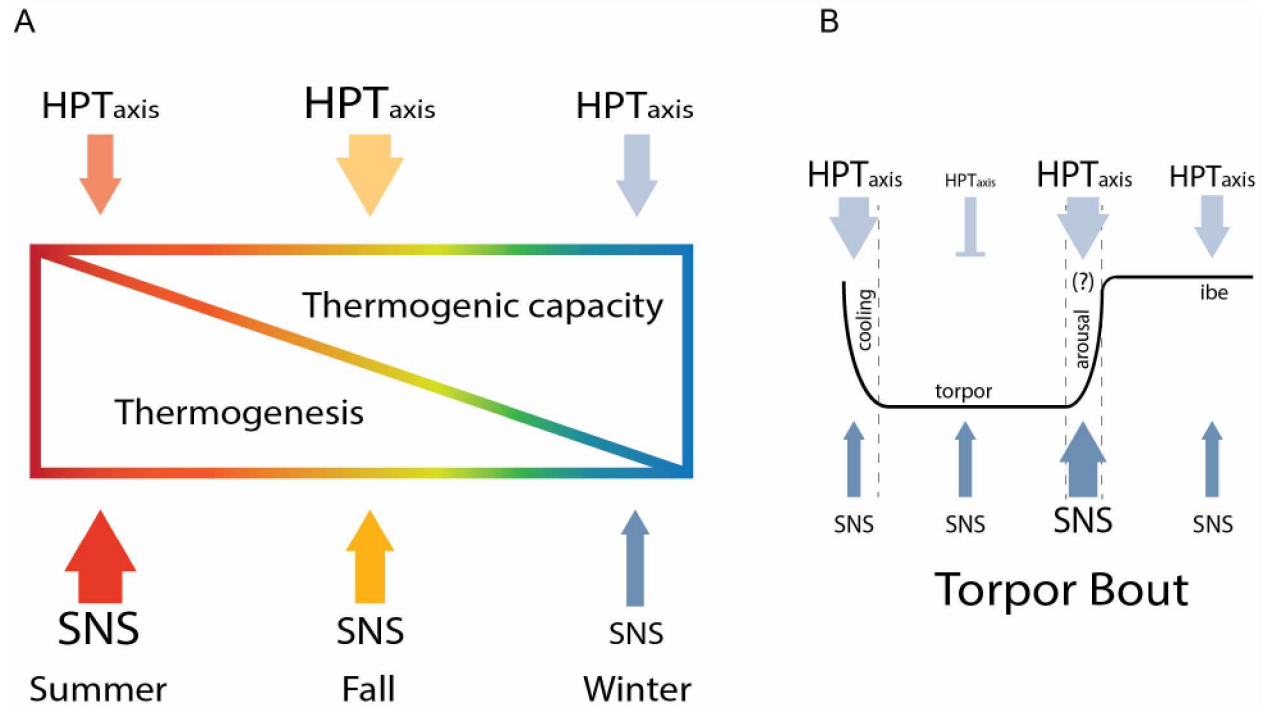 A
HPTaxis
HPTaxis
HPTaxis
Thermogenic capacity
Thermogenesis
SNS
SNS
SNS
Summer
Fall
Winter
B
HPTaxis
HPTaxis
HPTaxis
HPTaxis
cooling
torpor
(?)
arousal
ibe
SNS
SNS
SNS
SNS
Torpor Bout